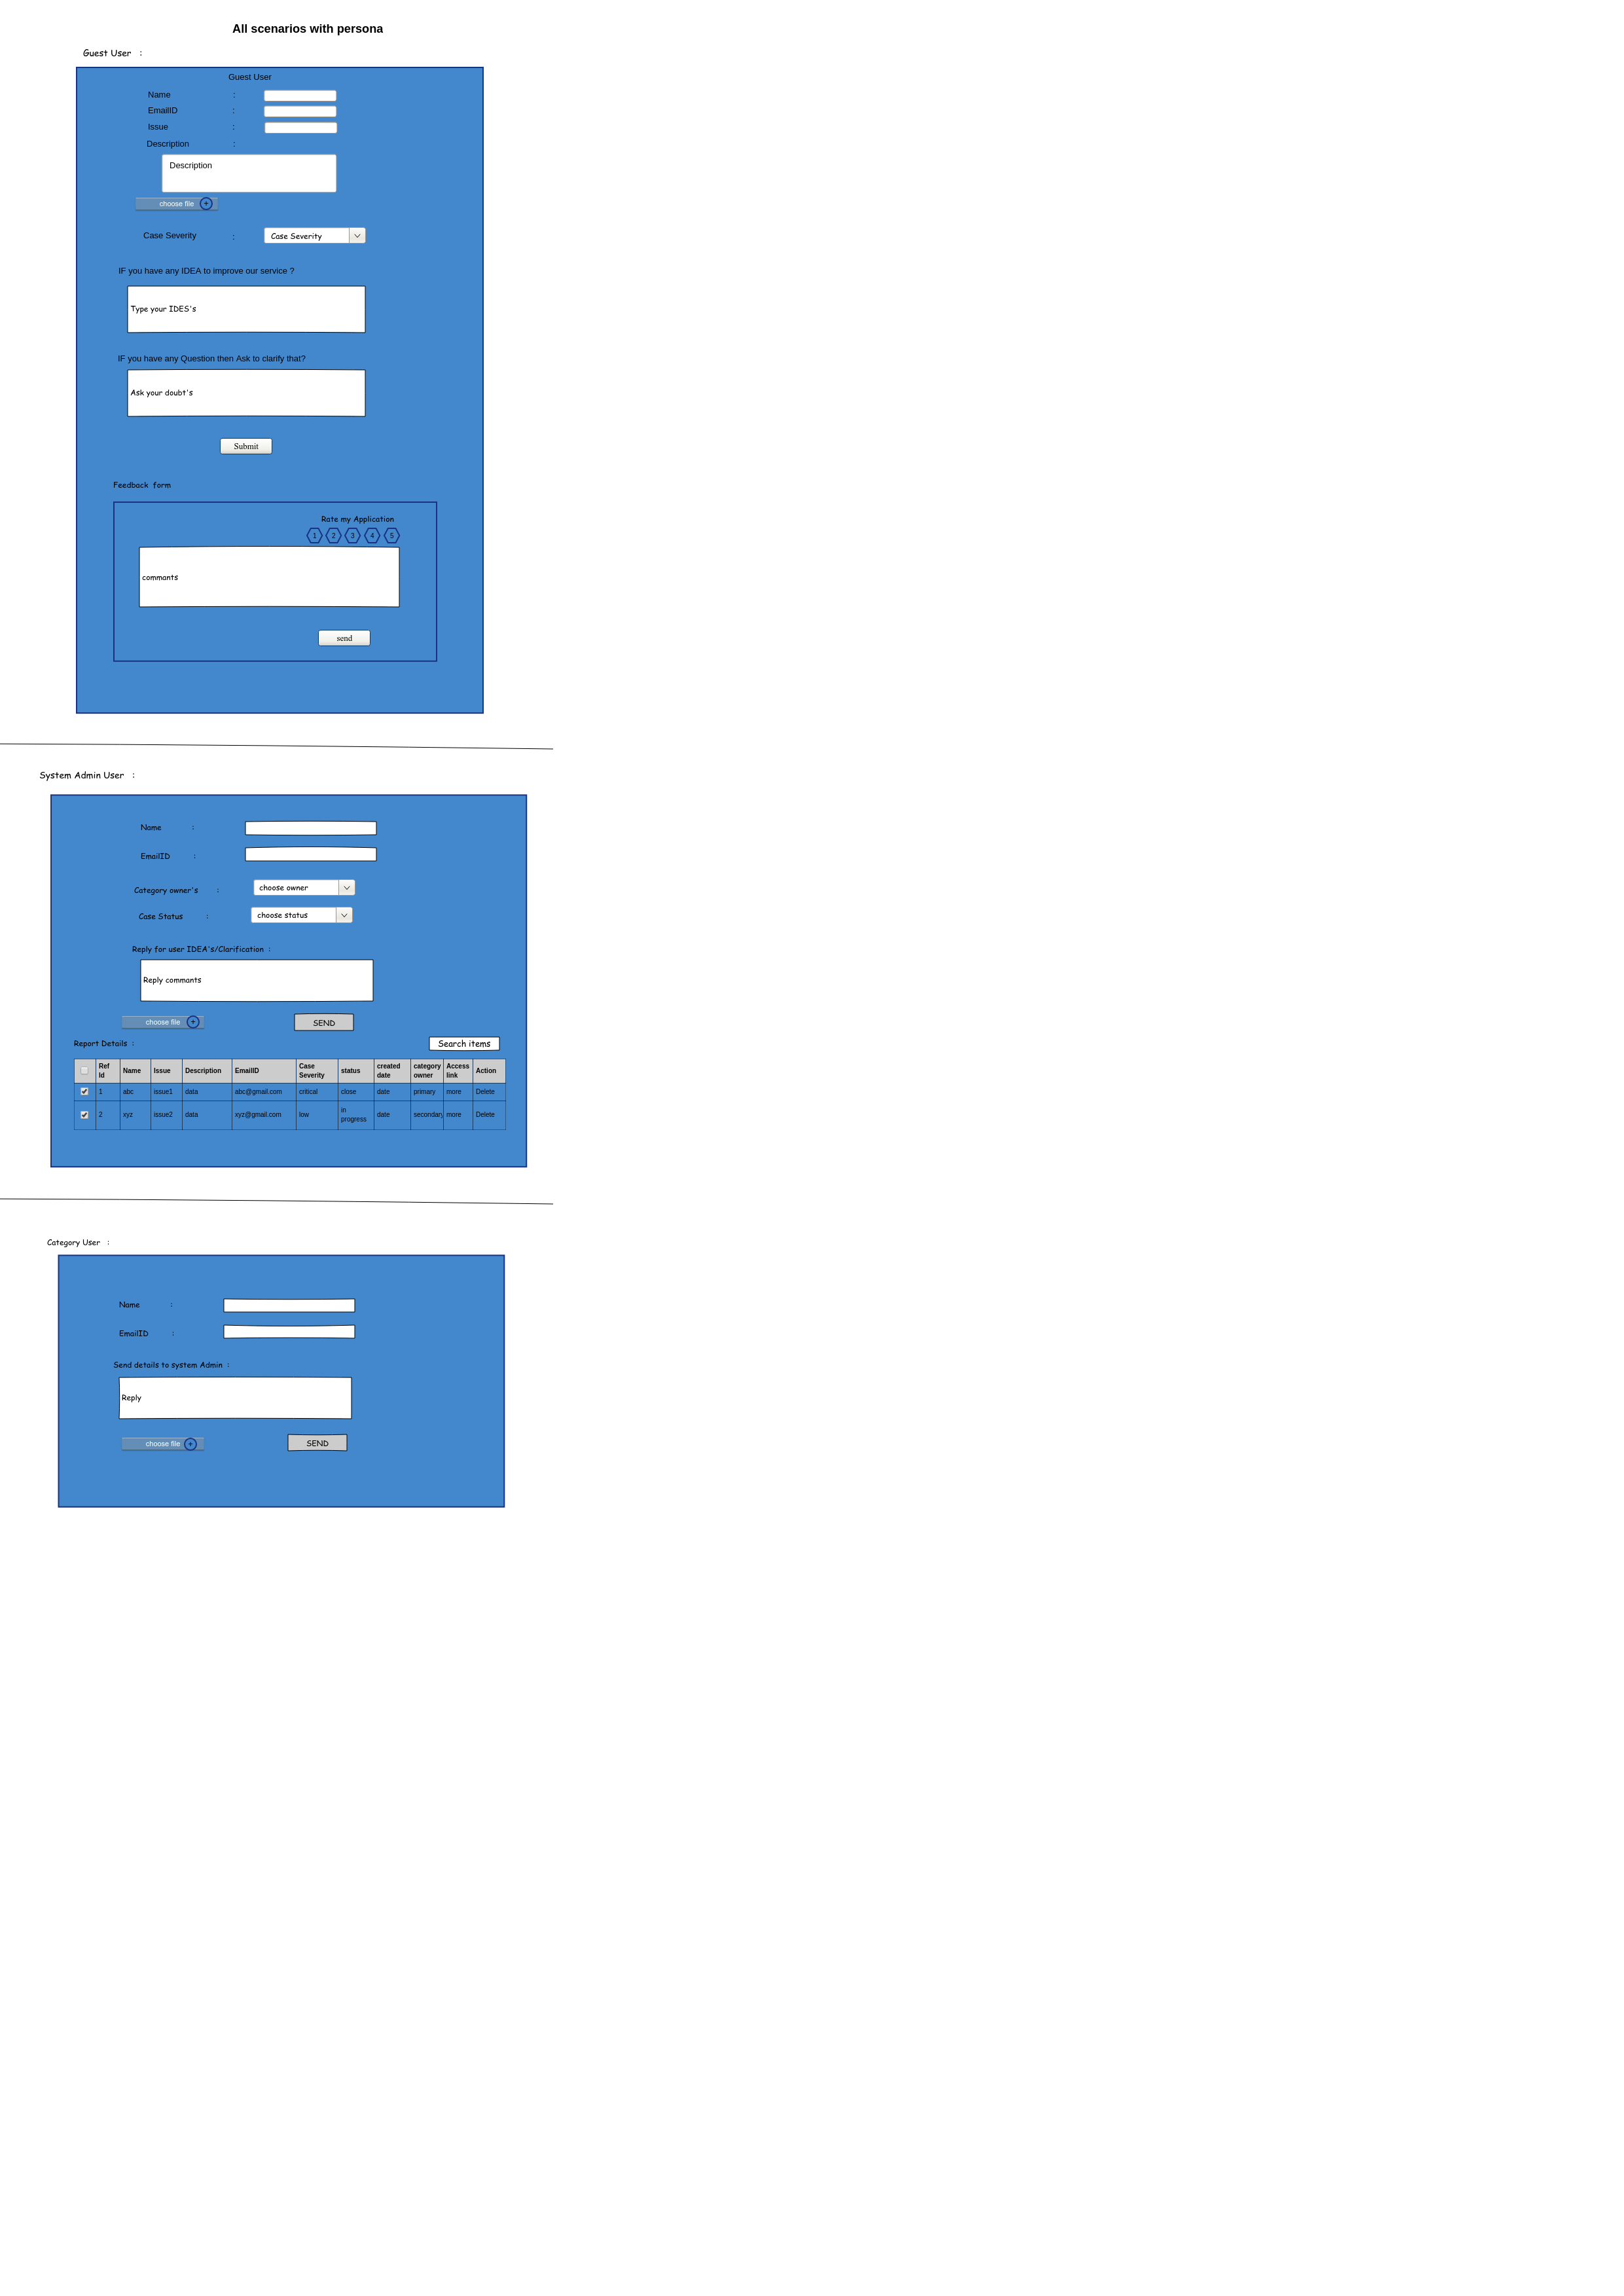 All scenarios with persona
Guest User :
Guest User
Name :
EmailID :
Issue :
Description :
Description
choose file +
Case Severity : Case Severity
IF you have any IDEA to improve our service ?
Type your IDES's
IF you have any Question then Ask to clarify that?
Ask your doubt's
Submit
Feedback form
Rate my Application
1 2 3 4 5
commants
send
System Admin User :
Name :
EmailID :
Category owner's : choose owner
Case Status : choose status
Reply for user IDEA's/Clarification :
Reply commants
choose file + SEND
Report Details : Search items
Ref Id Name Issue Description EmailID Case Severity status created date category owner Access link Action
1 abc issue1 data abc@gmail.com critical close date primary more Delete
2 xyz issue2 data xyz@gmail.com low in progress date secondary more Delete
Category User :
Name :
EmailID :
Send details to system Admin :
Reply
choose file + SEND